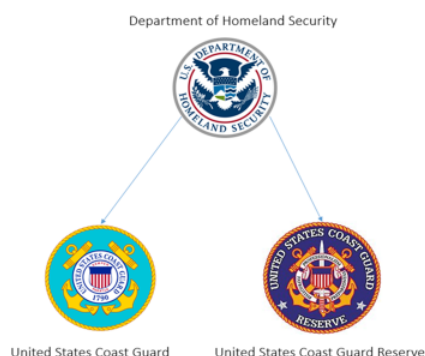 Department of Homeland Security
U.S. DEPARTMENT OF
HOMELAND SECURITY
UNITED STATES COAST GUARD
1790
UNITED STATES COAST GUARD
RESERVE
United States Coast Guard
United States Coast Guard Reserve